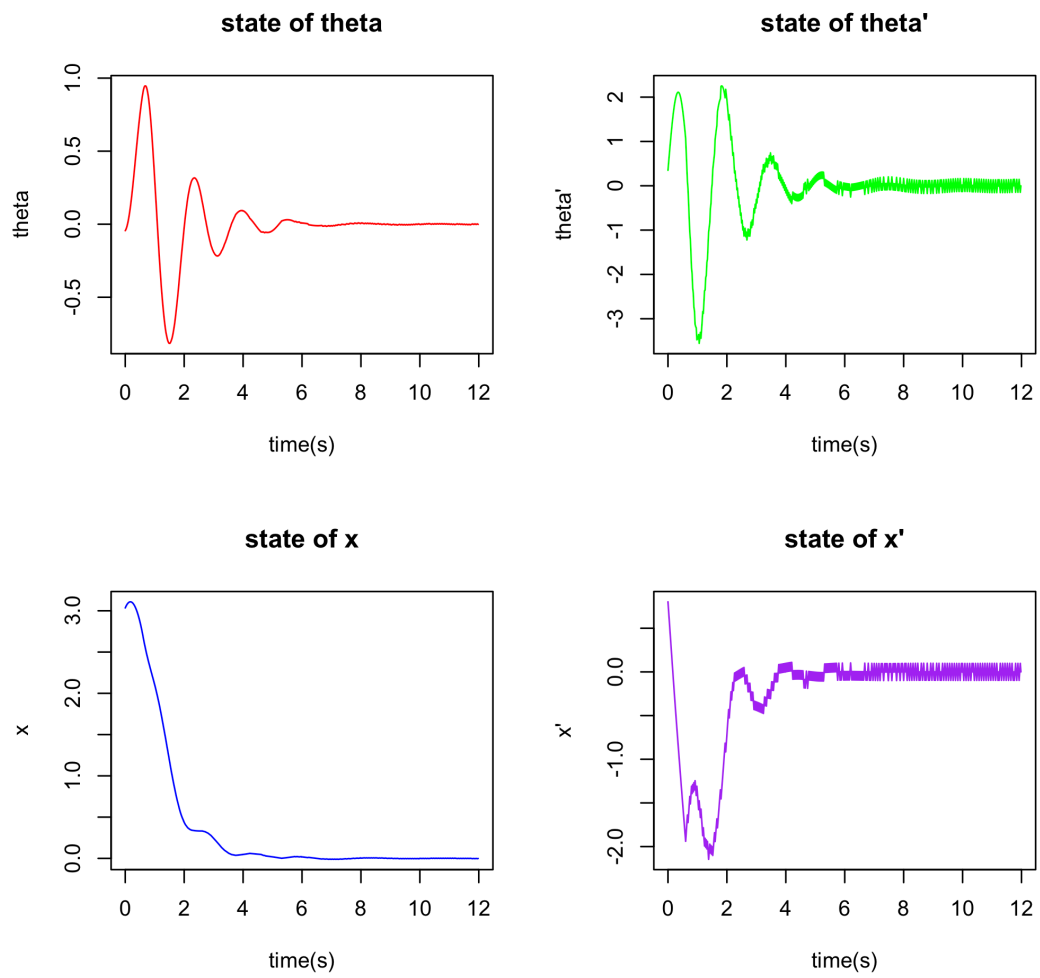 state of theta
theta
1.0
0.5
0.0
-0.5
0 2 4 6 8 10 12
time(s)
state of theta'
theta'
2
1
0
-1
-2
-3
0 2 4 6 8 10 12
time(s)
state of x
x
3.0
2.0
1.0
0.0
0 2 4 6 8 10 12
time(s)
state of x'
x'
0.0
-1.0
-2.0
0 2 4 6 8 10 12
time(s)